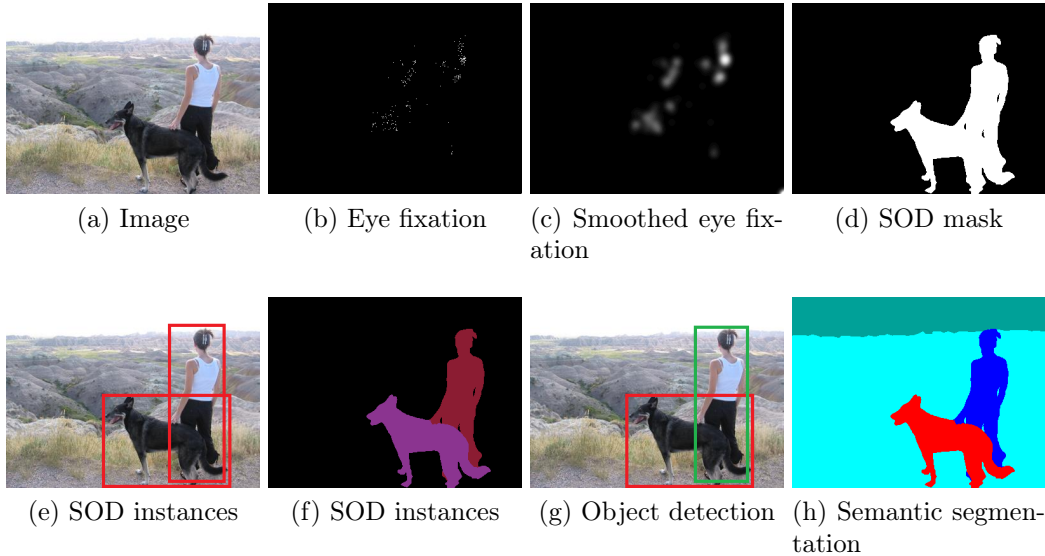 (a) Image
(b) Eye fixation
(c) Smoothed eye fix-
ation
(d) SOD mask
(e) SOD instances
(f) SOD instances
(g) Object detection
(h) Semantic segmen-
tation